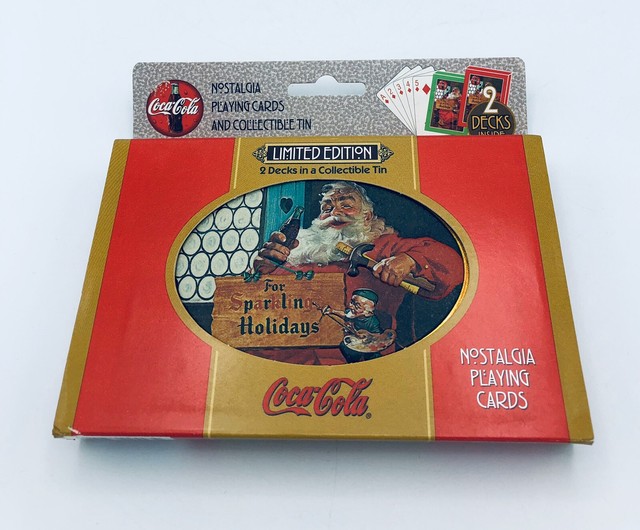 Coca-Cola
NOSTALGIA
PLAYING CARDS
AND COLLECTIBLE TIN
2
DECKS
INSIDE
LIMITED EDITION
2 Decks in a Collectible Tin
For
Sparkling
Holidays
Coca-Cola
NOSTALGIA
PLAYING
CARDS